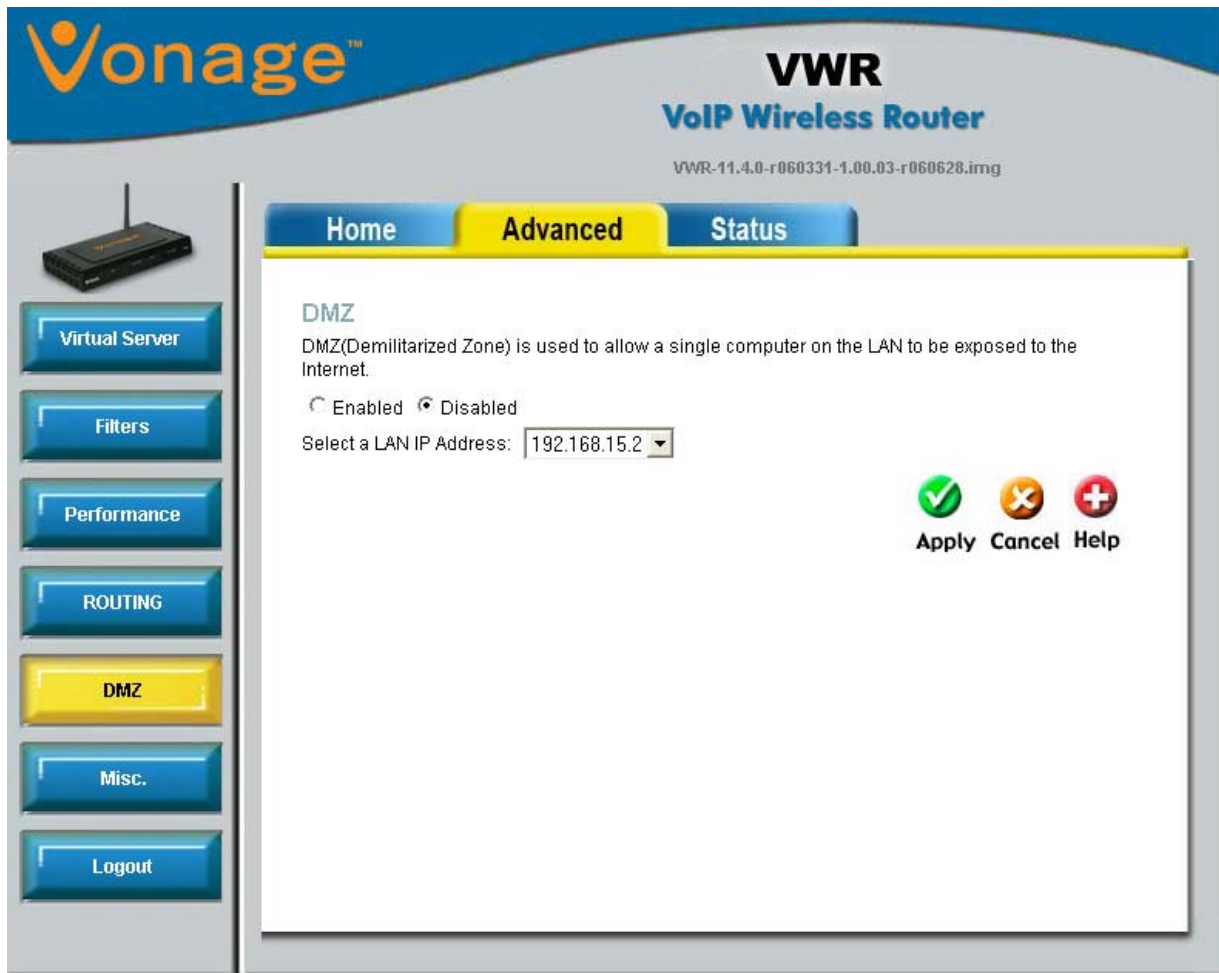 Vonage™
VWR
VoIP Wireless Router
VWR-11.4.0-r060331-1.00.03-r060628.img
Home
Advanced
Status
Virtual Server
Filters
Performance
ROUTING
DMZ
Misc.
Logout
DMZ
DMZ(Demilitarized Zone) is used to allow a single computer on the LAN to be exposed to the
Internet.
Enabled Disabled
Select a LAN IP Address: 192.168.15.2
Apply Cancel Help